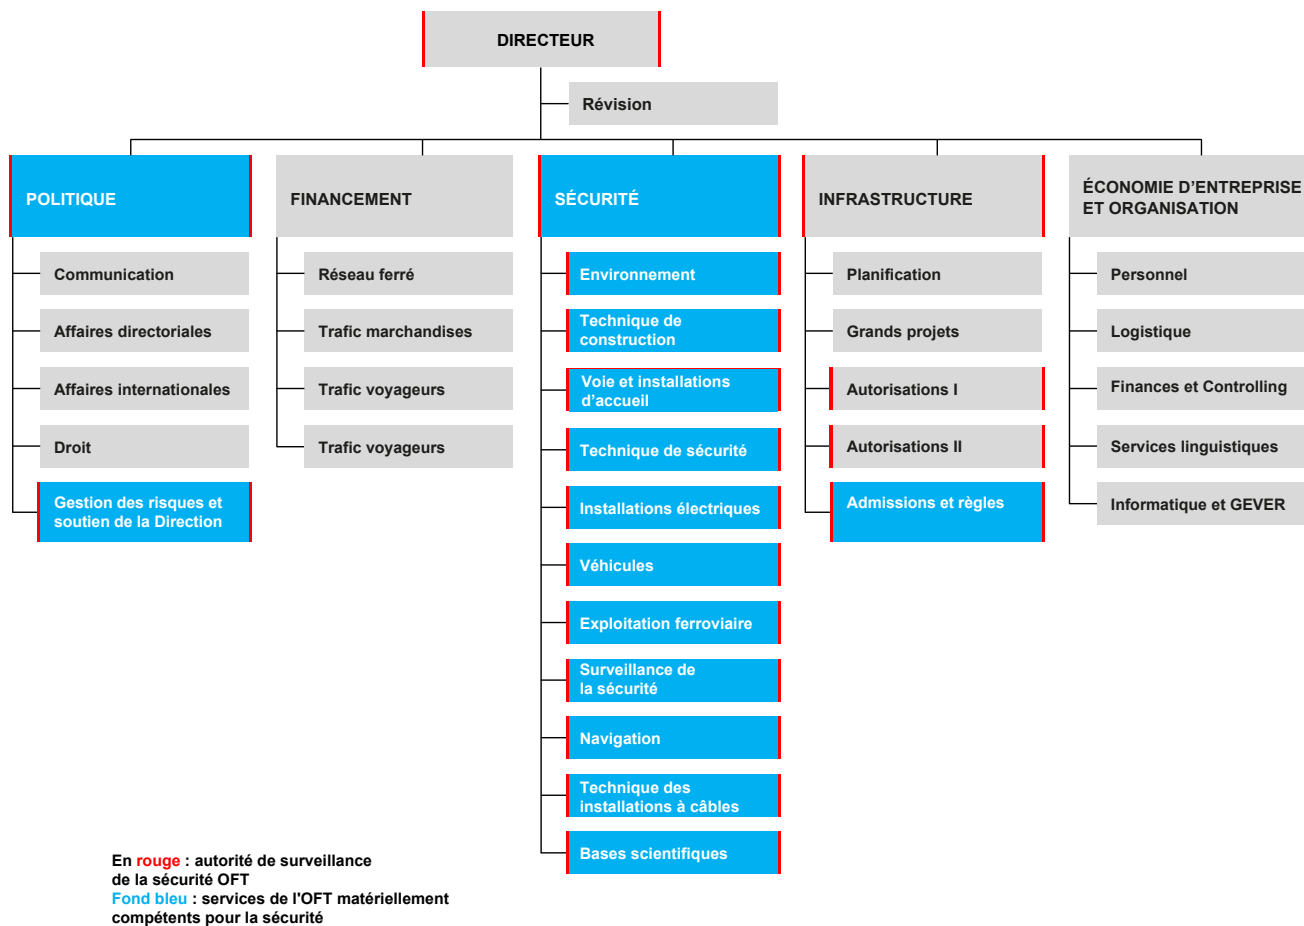 DIRECTEUR
Révision
POLITIQUE
Communication
Affaires directoriales
Affaires internationales
Droit
Gestion des risques et
soutien de la Direction
FINANCEMENT
Réseau ferré
Trafic marchandises
Trafic voyageurs
Trafic voyageurs
SÉCURITÉ
Environnement
Technique de
construction
Voie et installations
d’accueil
Technique de sécurité
Installations électriques
Véhicules
Exploitation ferroviaire
Surveillance de
la sécurité
Navigation
Technique des
installations à câbles
Bases scientifiques
INFRASTRUCTURE
Planification
Grands projets
Autorisations I
Autorisations II
Admissions et règles
ÉCONOMIE D’ENTREPRISE
ET ORGANISATION
Personnel
Logistique
Finances et Controlling
Services linguistiques
Informatique et GEVER
En rouge : autorité de surveillance
de la sécurité OFT
Fond bleu : services de l'OFT matériellement
compétents pour la sécurité